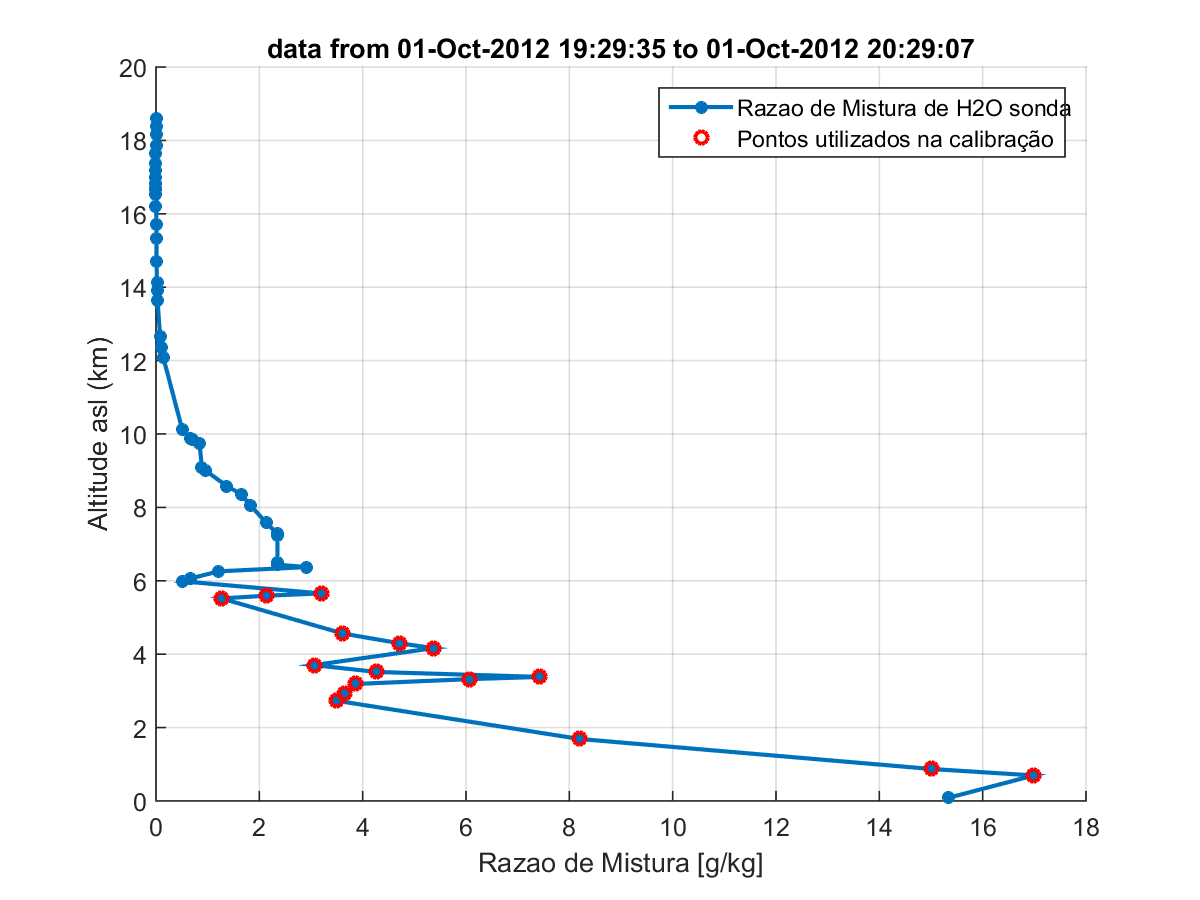 data from 01-Oct-2012 19:29:35 to 01-Oct-2012 20:29:07
Razao de Mistura de H2O sonda
Pontos utilizados na calibração
20
18
16
14
12
10
8
6
4
2
0
Altitude asl (km)
0 2 4 6 8 10 12 14 16 18
Razao de Mistura [g/kg]